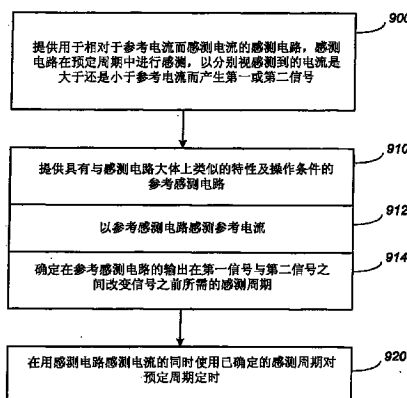 900
提供用于相对于参考电流而感测电流的感测电路，感测
电路在预定周期中进行感测，以分别视感测到的电流是
大于还是小于参考电流而产生第一或第二信号
910
提供具有与感测电路大体上类似的特性及操作条件的
参考感测电路
912
以参考感测电路感测参考电流
914
确定在参考感测电路的输出在第一信号与第二信号之
间改变信号之前所需的感测周期
920
在用感测电路感测电流的同时使用已确定的感测周期对
预定周期定时